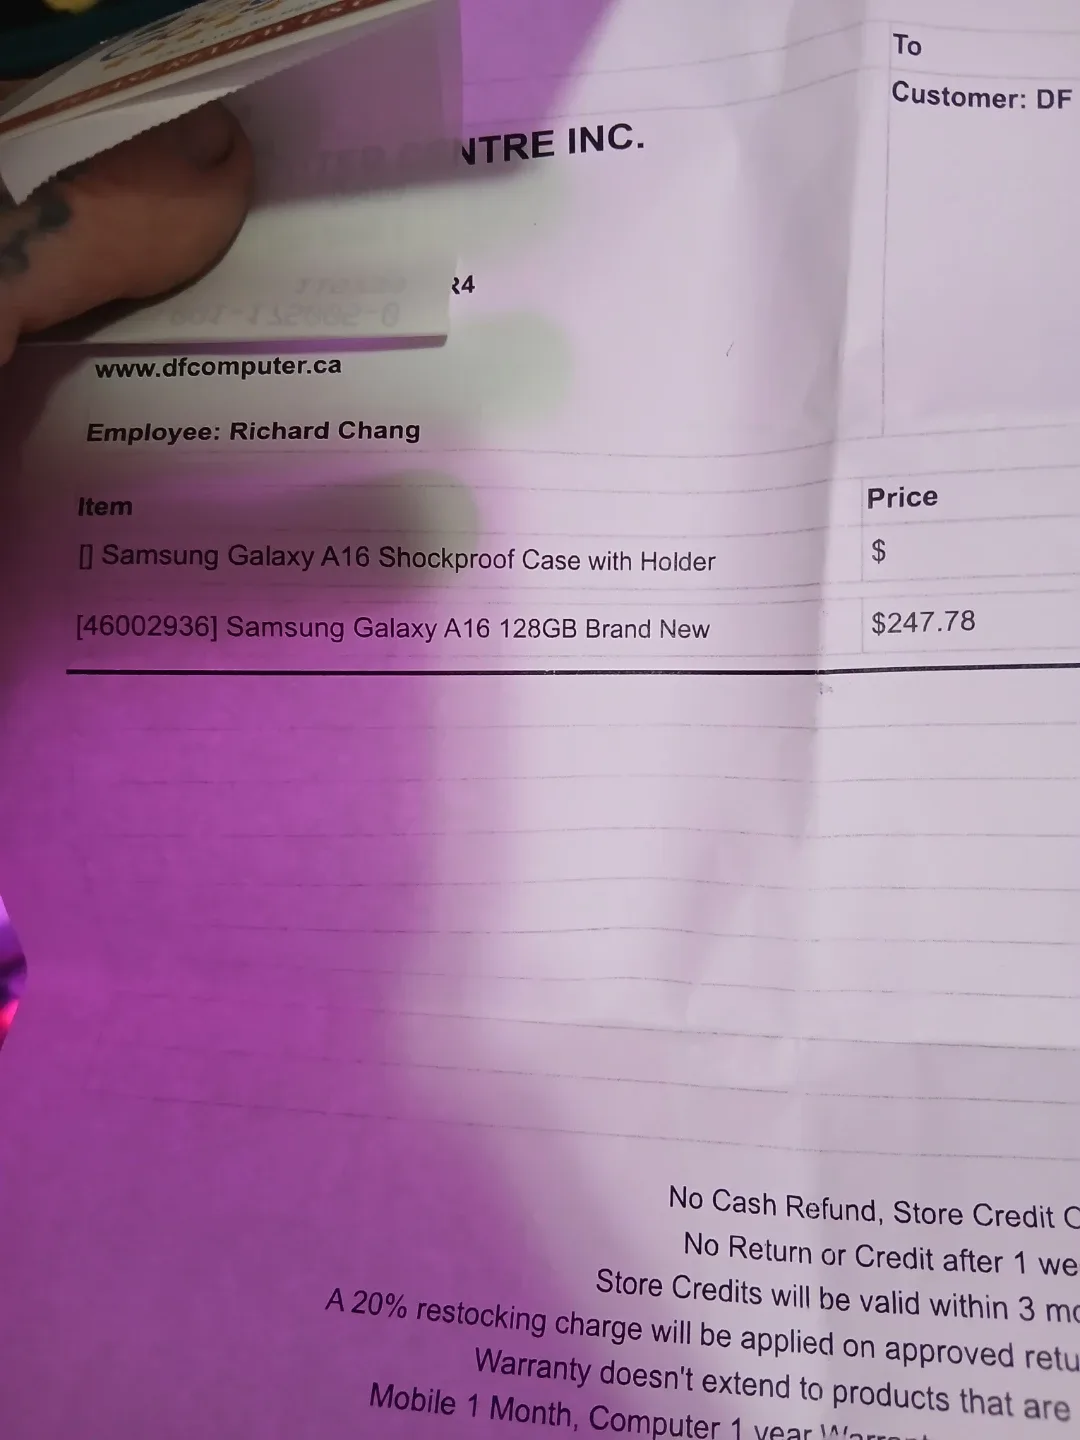 To
Customer: DF
NTRE INC.
www.dfcomputer.ca
Employee: Richard Chang
Item Price
[] Samsung Galaxy A16 Shockproof Case with Holder $
[46002936] Samsung Galaxy A16 128GB Brand New $247.78
No Cash Refund, Store Credit
No Return or Credit after 1
Store Credits will be valid within 3
A 20% restocking charge will be applied on approved
Warranty doesn't extend to products that are
Mobile 1 Month, Computer 1 year